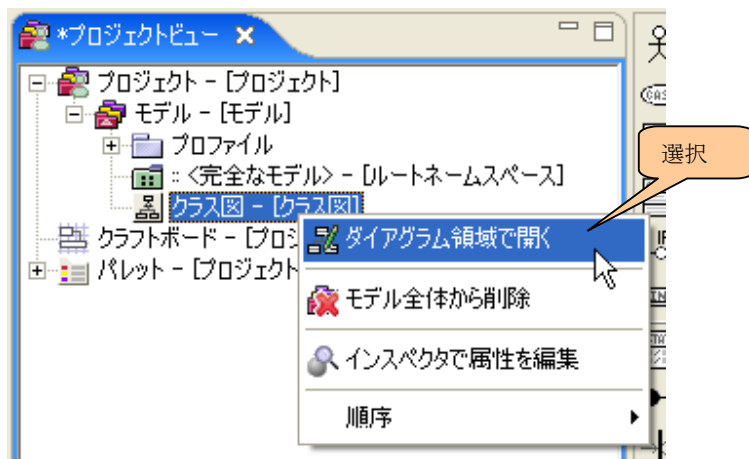 *プロジェクトビュー
プロジェクト - [プロジェクト]
モデル - [モデル]
プロファイル
:: <完全なモデル> - [ルートネームスペース]
クラス図 - [クラス図]
クラフトボード - [プロジ
パレット - [プロジェクト
選択
ダイアグラム領域で開く
モデル全体から削除
インスペクタで属性を編集
順序